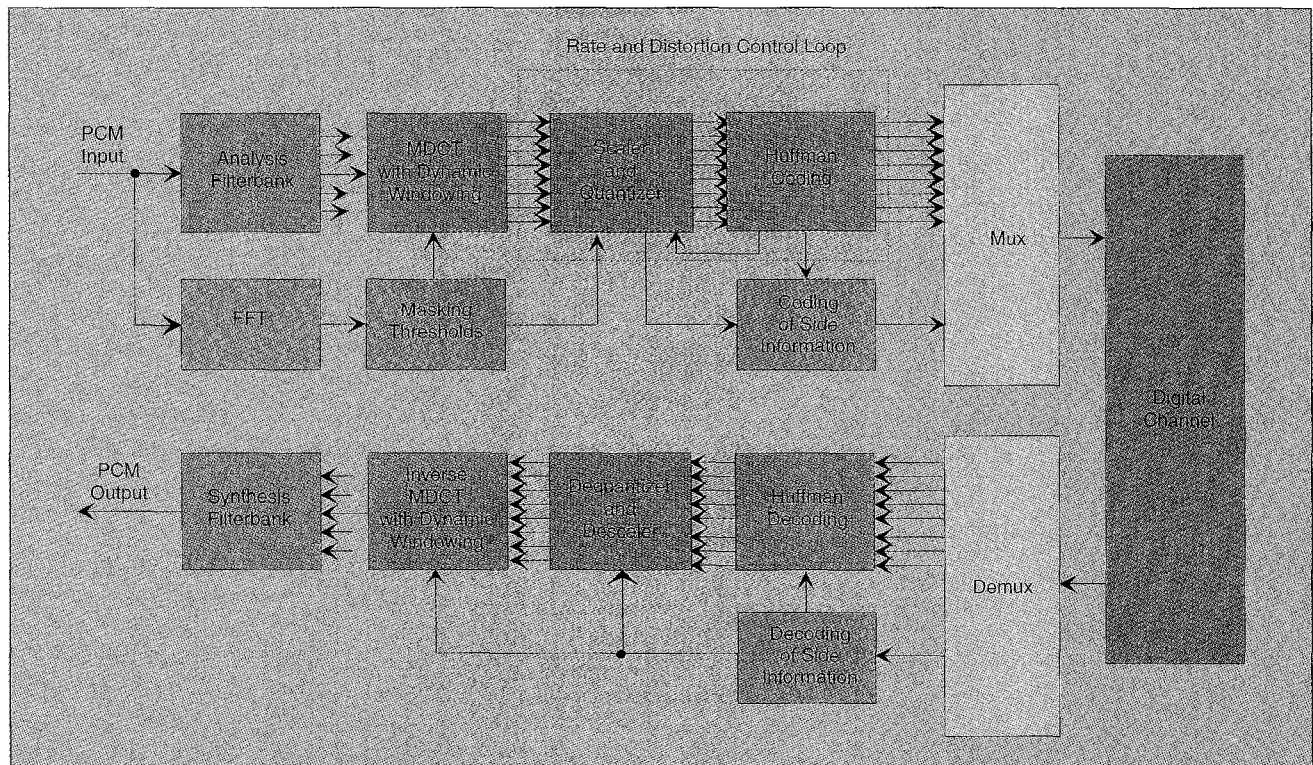 Rate and Distortion Control Loop
PCM
Input
Analysis
Filterbank
MDCT
with Dynamic
Windowing
Scaler
and
Quantizer
Huffman
Coding
Mux
FFT
Masking
Thresholds
Coding
of Side
Information
Digital
Channel
PCM
Output
Synthesis
Filterbank
Inverse
MDCT
with Dynamic
Windowing
Dequantizer
and
Descaler
Huffman
Decoding
Demux
Decoding
of Side
Information